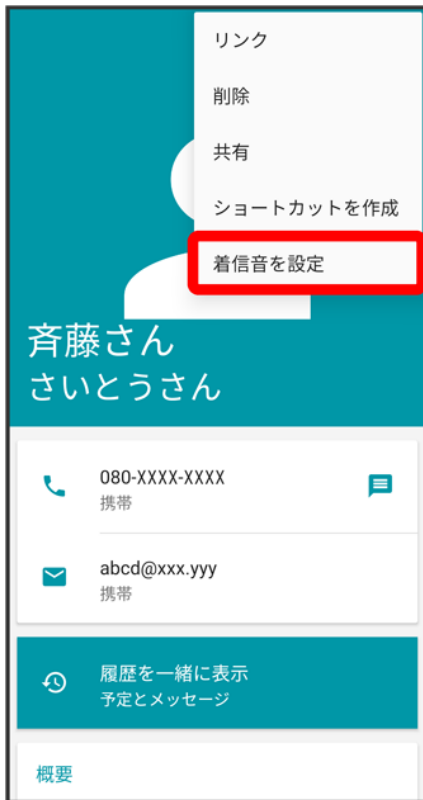 リンク
削除
共有
ショートカットを作成
着信音を設定
斉藤さん
さいとうさん
080-XXXX-XXXX
携帯
abcd@xxx.yyy
携帯
履歴を一緒に表示
予定とメッセージ
概要